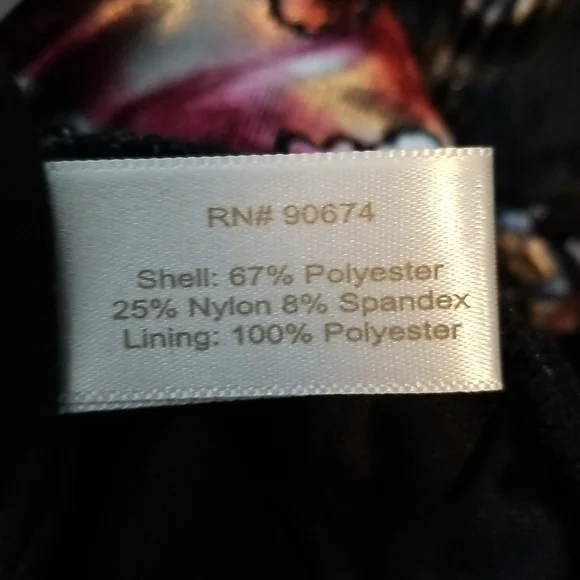 RN# 90674
Shell: 67% Polyester
25% Nylon 8% Spandex
Lining: 100% Polyester